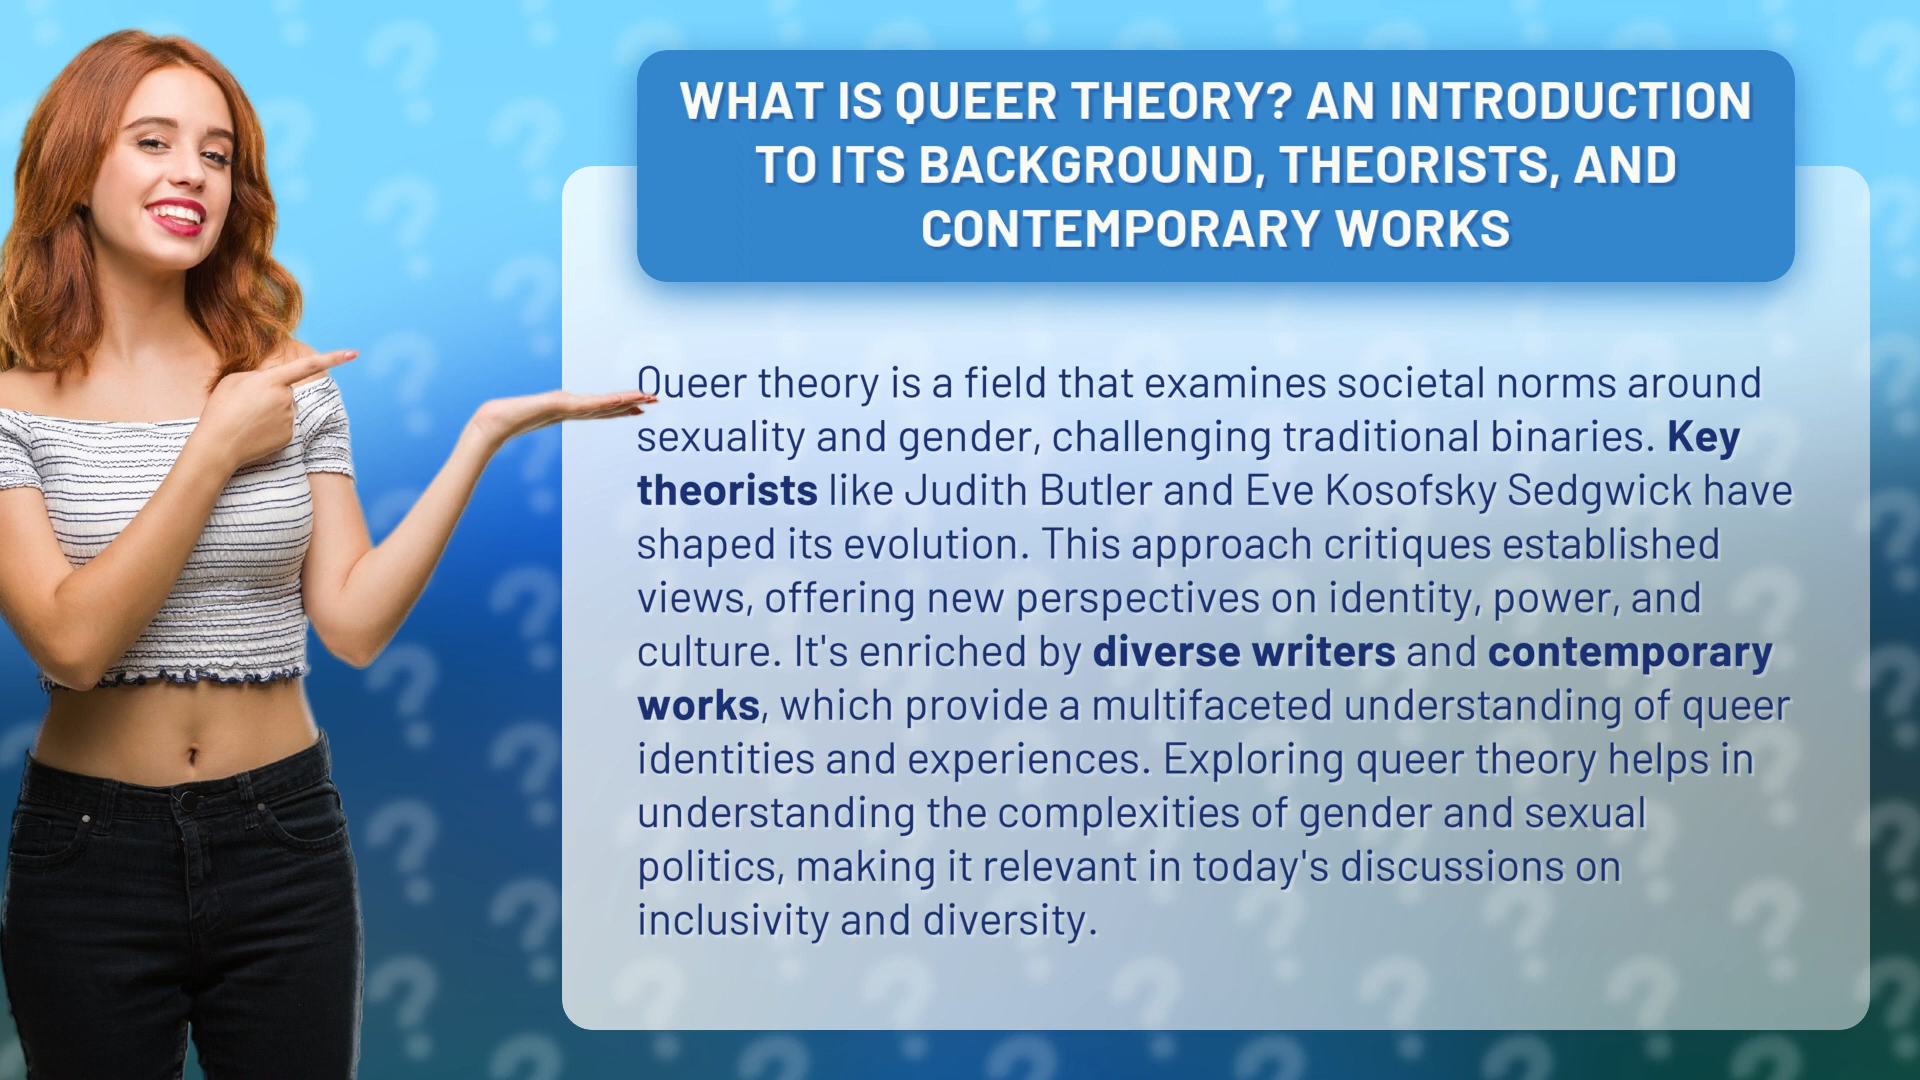 WHAT IS QUEER THEORY? AN INTRODUCTION
TO ITS BACKGROUND, THEORISTS, AND
CONTEMPORARY WORKS
Queer theory is a field that examines societal norms around
sexuality and gender, challenging traditional binaries. Key
theorists like Judith Butler and Eve Kosofsky Sedgwick have
shaped its evolution. This approach critiques established
views, offering new perspectives on identity, power, and
culture. It's enriched by diverse writers and contemporary
works, which provide a multifaceted understanding of queer
identities and experiences. Exploring queer theory helps in
understanding the complexities of gender and sexual
politics, making it relevant in today's discussions on
inclusivity and diversity.